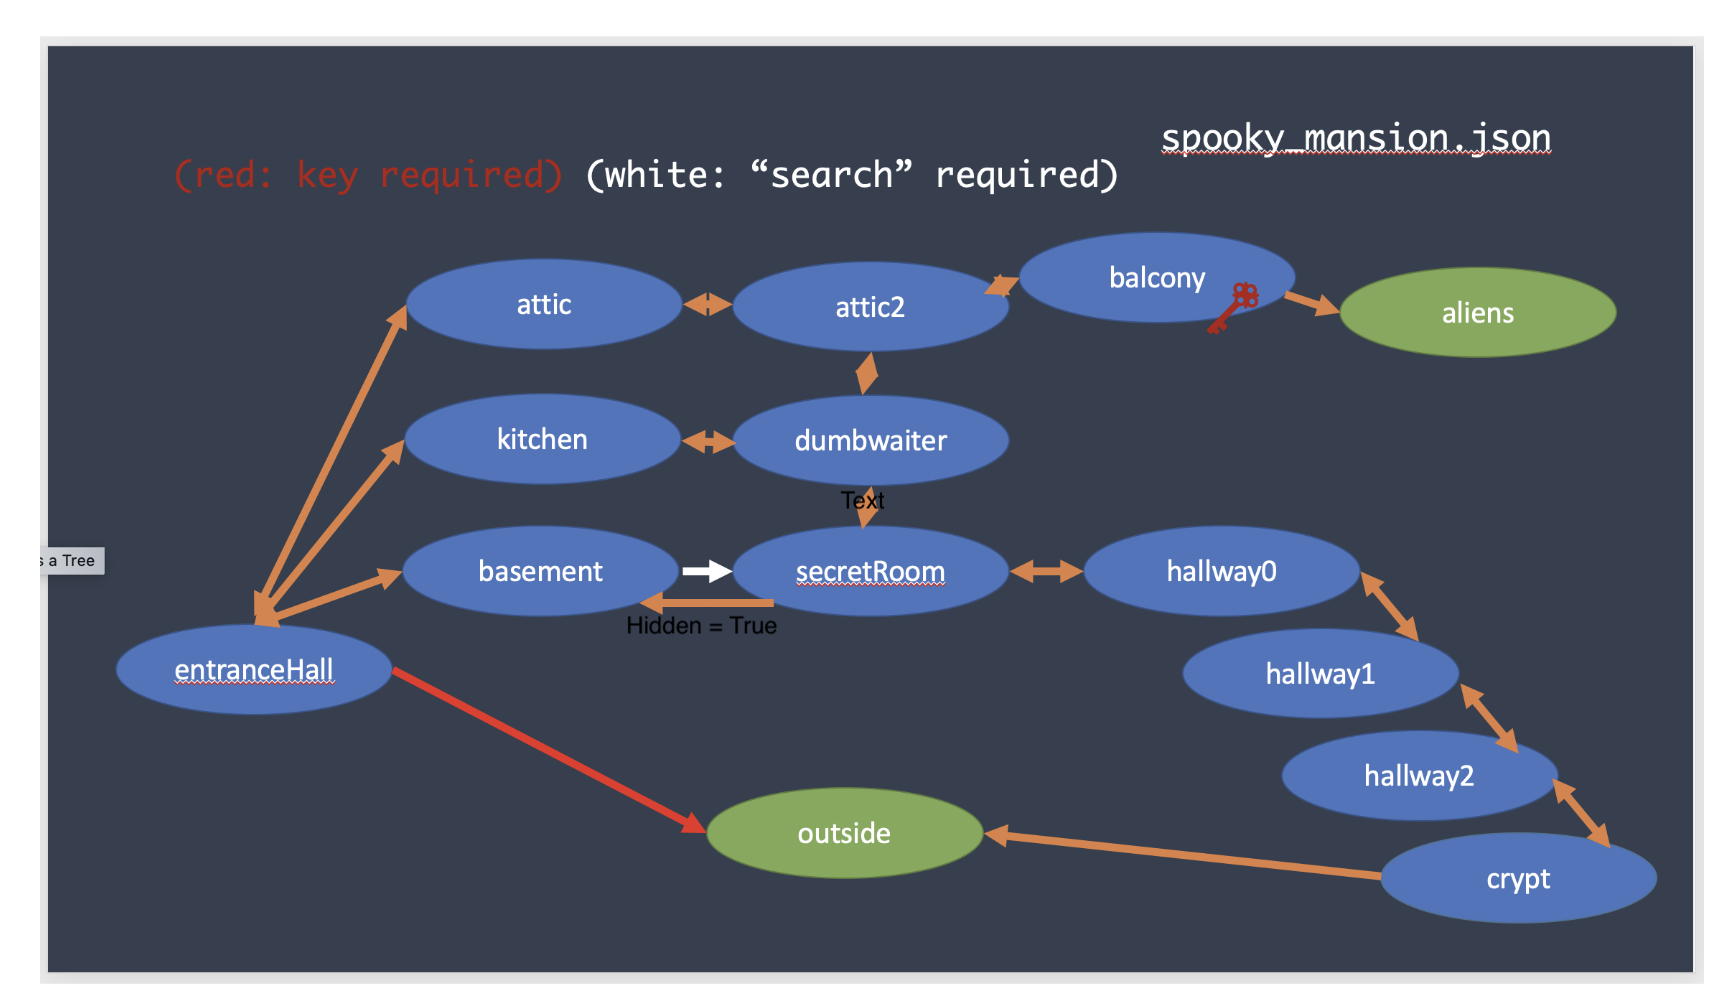 spooky_mansion.json
(red: key required) (white: “search” required)
balcony
attic
attic2
aliens
kitchen
dumbwaiter
Text
s a Tree
basement
secretRoom
hallway0
Hidden = True
entranceHall
hallway1
hallway2
outside
crypt